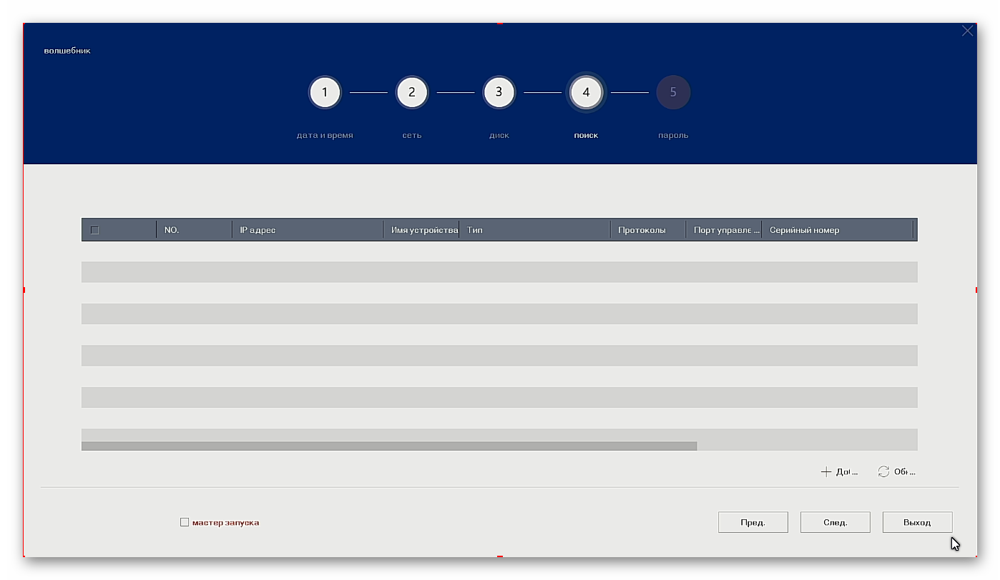 волшебник
1 2 3 4 5
дата и время сеть диск поиск пароль
NO. IP адрес Имя устройства Тип Протоколы Порт управле ... Серийный номер
До ... Об ...
мастер запуска Пред. След. Выход